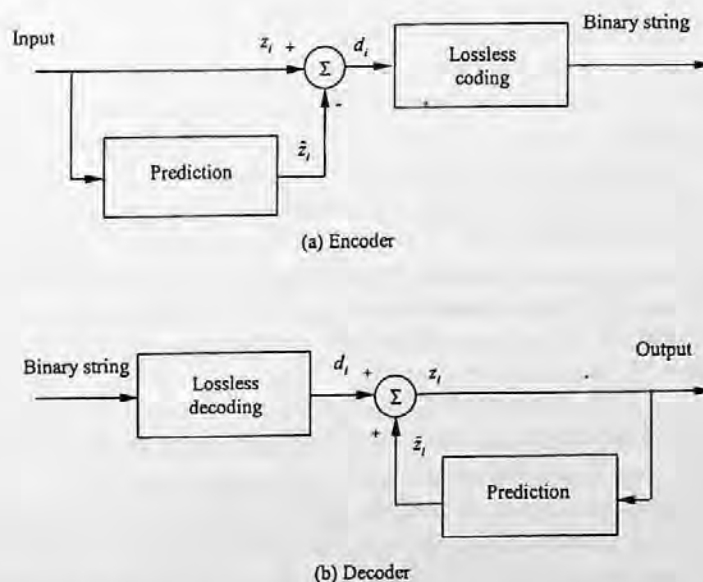 Input
Binary string
z_i +
Σ
d_i
Lossless
coding
-
ẑ_i
Prediction
(a) Encoder
Binary string
Lossless
decoding
d_i +
Σ
z_i
Output
+
z̃_i
Prediction
(b) Decoder